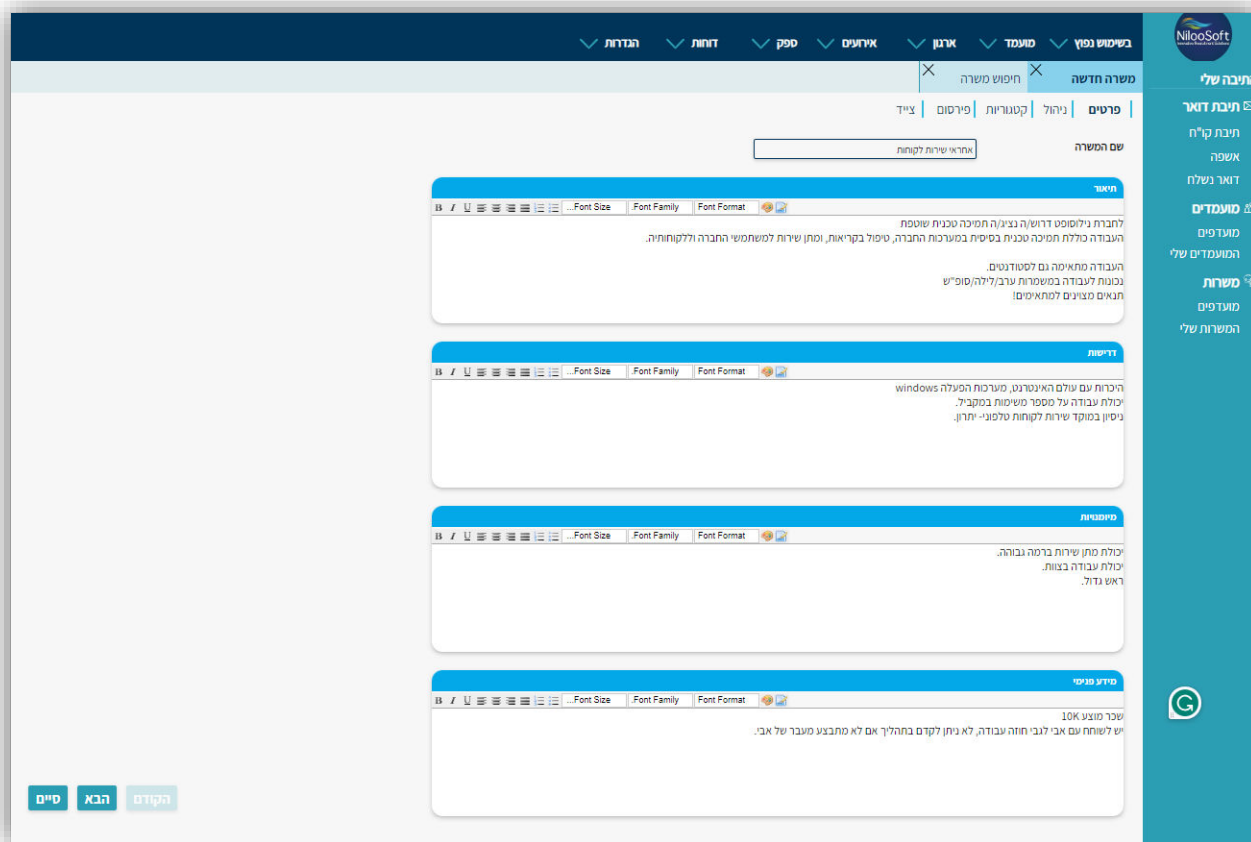 NilooSoft
בשימוש נפוץ מועמד ארגון אירועים ספק דוחות הגדרות
משרה חדשה חיפוש משרה
פרטים ניהול קטגוריות פירסום צייד
שם המשרה אחראי שירות לקוחות
תיאור
B I U Font Size... Font Family. Font Format
לחברת נילוסופט דרוש/ה נציג/ה תמיכה טכנית שוטפת
העבודה כוללת תמיכה טכנית בסיסית במערכות החברה, טיפול בקריאות, ומתן שירות למשתמשי החברה וללקוחותיה.
העבודה מתאימה גם לסטודנטים.
נכונות לעבודה במשמרות ערב/לילה/סופ"ש
תנאים מצוינים למתאימים!
דרישות
B I U Font Size... Font Family. Font Format
היכרות עם עולם האינטרנט, מערכות הפעלה windows
יכולת עבודה על מספר משימות במקביל.
ניסיון במוקד שירות לקוחות טלפוני- יתרון.
מיומנויות
B I U Font Size... Font Family. Font Format
יכולת מתן שירות ברמה גבוהה.
יכולת עבודה בצוות.
ראש גדול.
מידע פנימי
B I U Font Size... Font Family. Font Format
שכר מוצע 10K
יש לשוחח עם אבי לגבי חוזה עבודה, לא ניתן לקדם בתהליך אם לא מתבצע מעבר של אבי.
הקודם הבא סיים
תיבה שלי
תיבת דואר
תיבת קו"ח
אשפה
דואר נשלח
מועמדים
מועדפים
המועמדים שלי
משרות
מועדפים
המשרות שלי